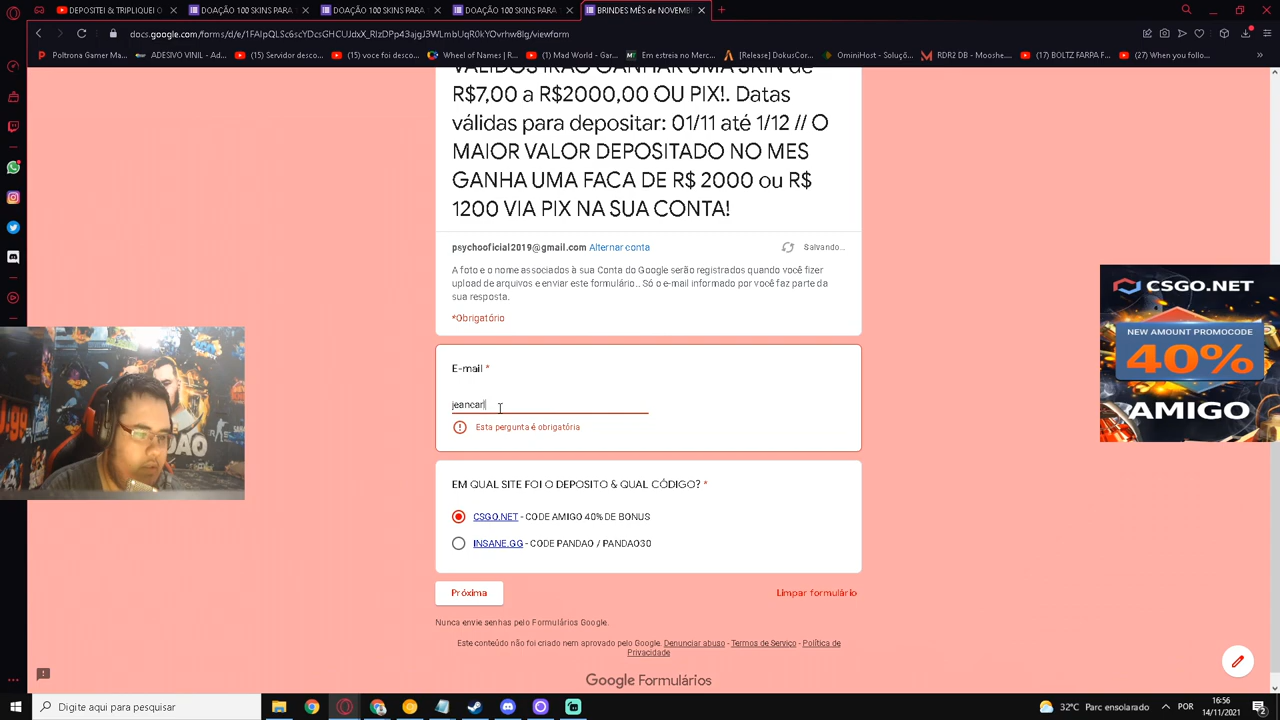 DEPOSITEI & TRIPLIQUEI O
DOAÇÃO 100 SKINS PARA
DOAÇÃO 100 SKINS PARA
DOAÇÃO 100 SKINS PARA
BRINDES MÊS de NOVEMB
Poltrona Gamer Ma...
ADESIVO VINIL - Ad...
(15) Servidor desco...
(15) voce foi desco...
Wheel of Names | R...
(1) Mad World - Gar...
Em estreia no Merc...
[Release] DokusCor...
OminiHost - Soluçõ...
RDR2 DB - Mooshe...
(17) BOLTZ FARPA F...
(27) When you follo...
VÁLIDOS IRÃO GANHAR UMA SKIN de
R$7,00 a R$2000,00 OU PIX!. Datas
válidas para depositar: 01/11 até 1/12 // O
MAIOR VALOR DEPOSITADO NO MES
GANHA UMA FACA DE R$ 2000 ou R$
1200 VIA PIX NA SUA CONTA!
psychooficial2019@gmail.com Alternar conta
Salvando...
A foto e o nome associados à sua Conta do Google serão registrados quando você fizer
upload de arquivos e enviar este formulário.. Só o e-mail informado por você faz parte da
sua resposta.
*Obrigatório
E-mail *
jeancarl
Esta pergunta é obrigatória
EM QUAL SITE FOI O DEPOSITO & QUAL CÓDIGO? *
CSGO.NET - CODE AMIGO 40% DE BONUS
INSANE.GG - CODE PANDAO / PANDAO30
Próxima
Limpar formulário
Nunca envie senhas pelo Formulários Google.
Este conteúdo não foi criado nem aprovado pelo Google. Denunciar abuso - Termos de Serviço - Política de
Privacidade
Google Formulários
CSGO.NET
NEW AMOUNT PROMOCODE
40%
AMIGO
Digite aqui para pesquisar
32°C Parc ensolarado
POR
16:56
14/11/2021
2